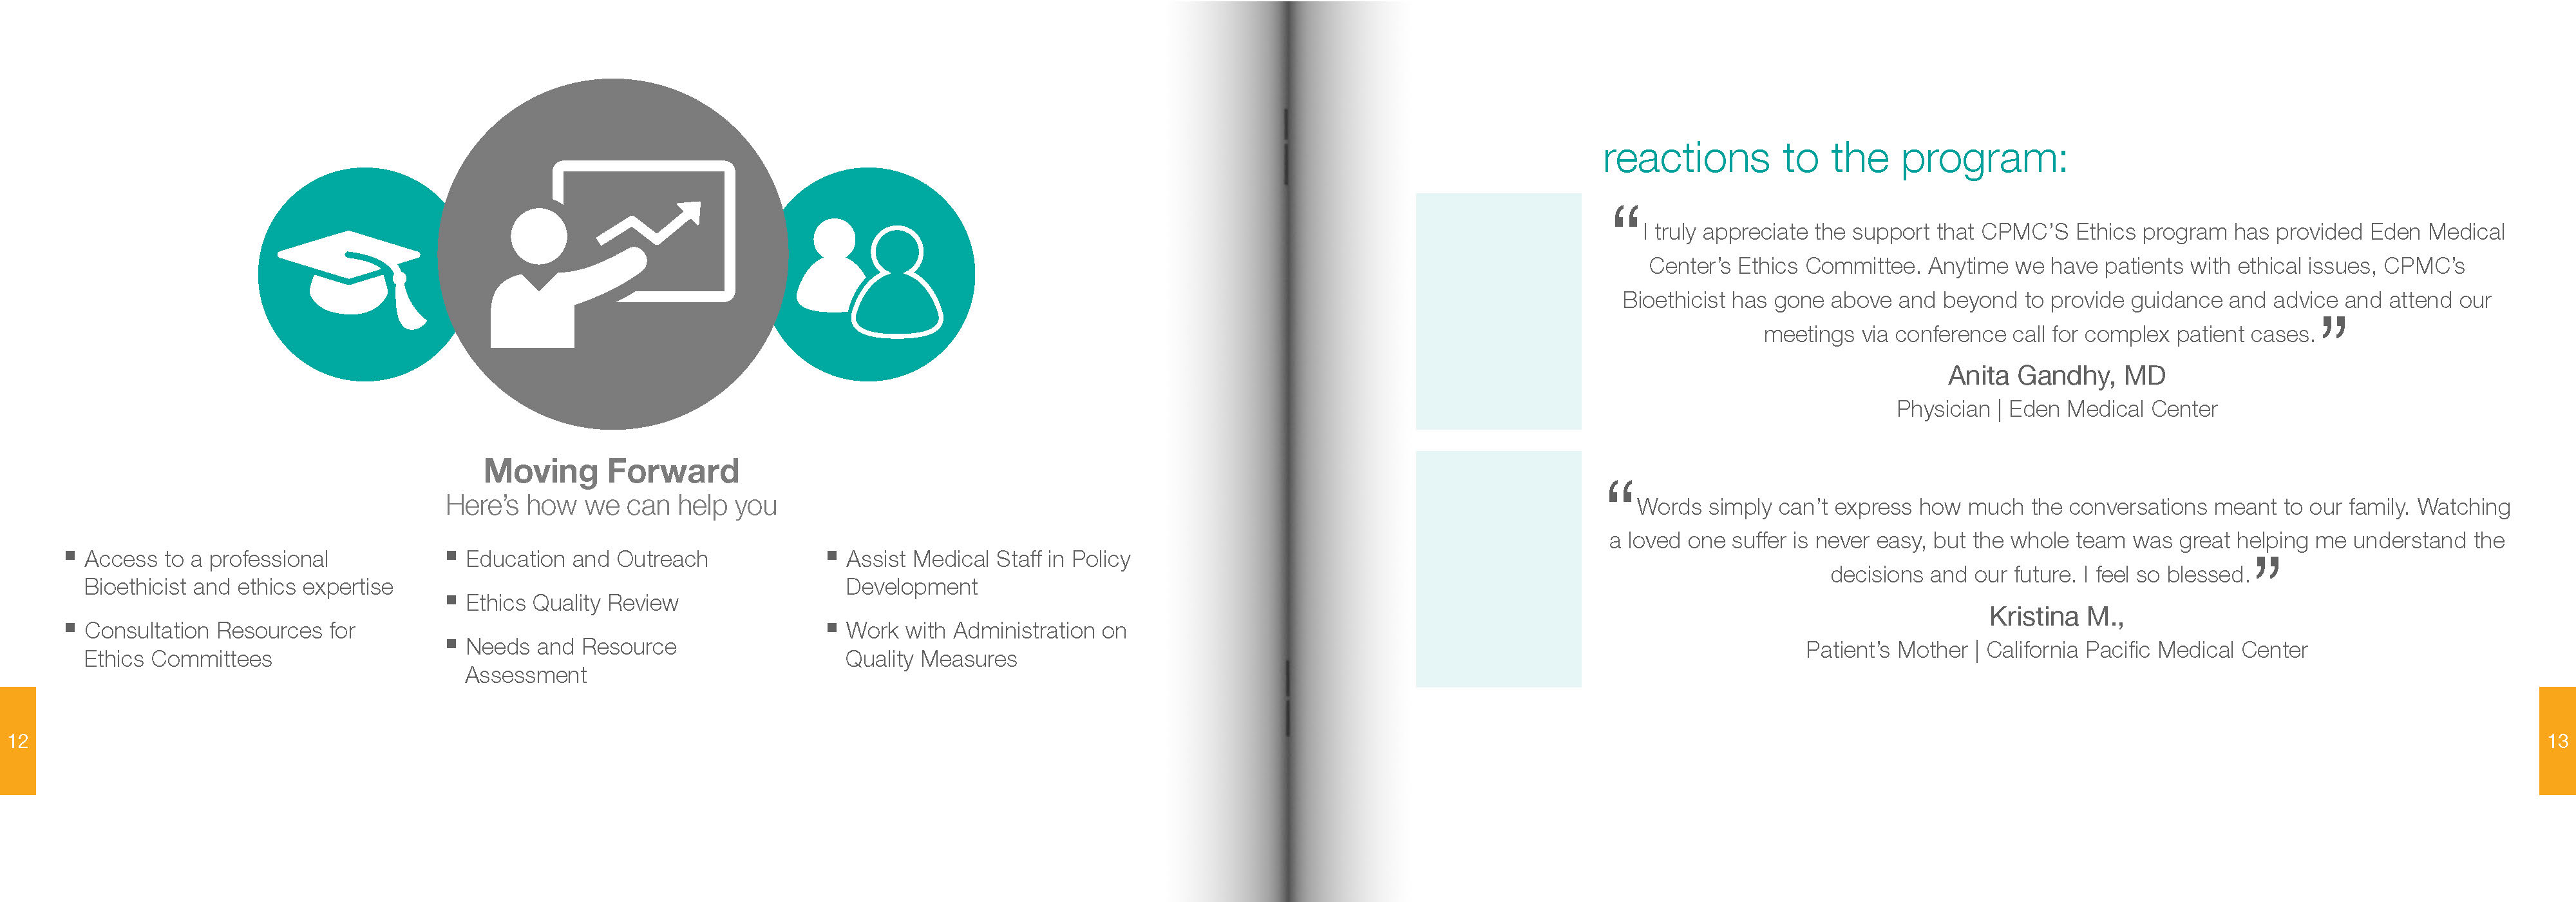 Moving Forward
Here's how we can help you
▪ Access to a professional
Bioethicist and ethics expertise
▪ Consultation Resources for
Ethics Committees
▪ Education and Outreach
▪ Ethics Quality Review
▪ Needs and Resource
Assessment
▪ Assist Medical Staff in Policy
Development
▪ Work with Administration on
Quality Measures
12
reactions to the program:
“I truly appreciate the support that CPMC’S Ethics program has provided Eden Medical
Center’s Ethics Committee. Anytime we have patients with ethical issues, CPMC’s
Bioethicist has gone above and beyond to provide guidance and advice and attend our
meetings via conference call for complex patient cases.”
Anita Gandhy, MD
Physician | Eden Medical Center
“Words simply can’t express how much the conversations meant to our family. Watching
a loved one suffer is never easy, but the whole team was great helping me understand the
decisions and our future. I feel so blessed.”
Kristina M.,
Patient’s Mother | California Pacific Medical Center
13